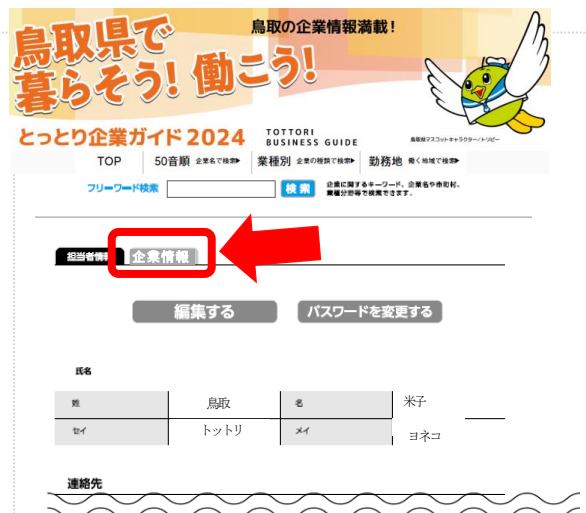 鳥取の企業情報満載！
鳥取県で
暮らそう！働こう！
とっとり企業ガイド2024 TOTTORI BUSINESS GUIDE
鳥取県マスコットキャラクター/トリピー
TOP 50音順 企業名で検索▶ 業種別 企業の種類で検索▶ 勤務地 働く地域で検索▶
フリーワード検索 検索 企業に関するキーワード、企業名や市町村、
業種分野等で検索できます。
担当者情報 企業情報
編集する パスワードを変更する
氏名
姓 鳥取 名 米子
セイ トットリ メイ ヨネコ
連絡先